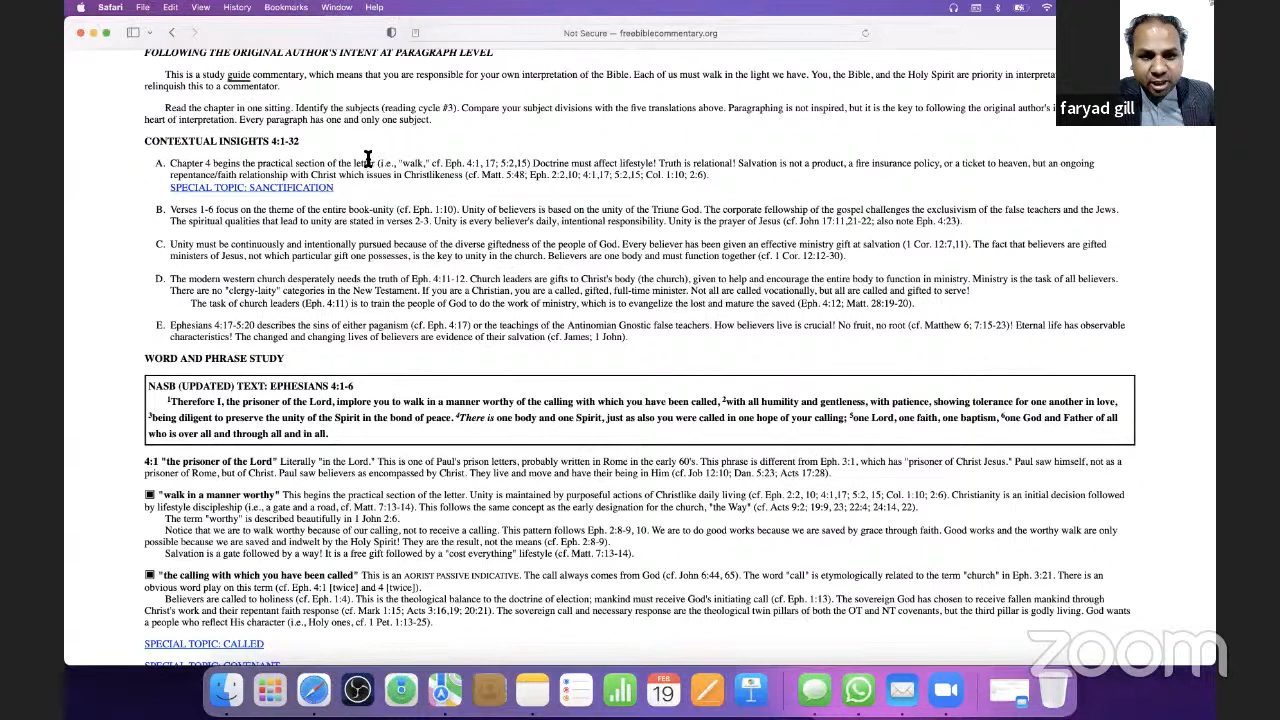 Safari File Edit View History Bookmarks Window Help
Not Secure — freebiblecommentary.org
FOLLOWING THE ORIGINAL AUTHOR'S INTENT AT PARAGRAPH LEVEL
This is a study guide commentary, which means that you are responsible for your own interpretation of the Bible. Each of us must walk in the light we have. You, the Bible, and the Holy Spirit are priority in
relinquish this to a commentator.
Read the chapter in one sitting. Identify the subjects (reading cycle #3). Compare your subject divisions with the five translations above. Paragraphing is not inspired, but it is the key to following the original author's
heart of interpretation. Every paragraph has one and only one subject.
faryad gill
CONTEXTUAL INSIGHTS 4:1-32
A. Chapter 4 begins the practical section of the letter (i.e., "walk," cf. Eph. 4:1, 17; 5:2,15) Doctrine must affect lifestyle! Truth is relational! Salvation is not a product, a fire insurance policy, or a ticket to heaven, but an ongoing
repentance/faith relationship with Christ which issues in Christlikeness (cf. Matt. 5:48; Eph. 2:2,10; 4:1,17; 5:2,15; Col. 1:10; 2:6).
SPECIAL TOPIC: SANCTIFICATION
B. Verses 1-6 focus on the theme of the entire book-unity (cf. Eph. 1:10). Unity of believers is based on the unity of the Triune God. The corporate fellowship of the gospel challenges the exclusivism of the false teachers and the Jews.
The spiritual qualities that lead to unity are stated in verses 2-3. Unity is every believer's daily, intentional responsibility. Unity is the prayer of Jesus (cf. John 17:11,21-22; also note Eph. 4:23).
C. Unity must be continuously and intentionally pursued because of the diverse giftedness of the people of God. Every believer has been given an effective ministry gift at salvation (1 Cor. 12:7,11). The fact that believers are gifted
ministers of Jesus, not which particular gift one possesses, is the key to unity in the church. Believers are one body and must function together (cf. 1 Cor. 12:12-30).
D. The modern western church desperately needs the truth of Eph. 4:11-12. Church leaders are gifts to Christ's body (the church), given to help and encourage the entire body to function in ministry. Ministry is the task of all believers.
There are no "clergy-laity" categories in the New Testament. If you are a Christian, you are a called, gifted, full-time minister. Not all are called vocationally, but all are called and gifted to serve!
The task of church leaders (Eph. 4:11) is to train the people of God to do the work of ministry, which is to evangelize the lost and mature the saved (Eph. 4:12; Matt. 28:19-20).
E. Ephesians 4:17-5:20 describes the sins of either paganism (cf. Eph. 4:17) or the teachings of the Antinomian Gnostic false teachers. How believers live is crucial! No fruit, no root (cf. Matthew 6; 7:15-23)! Eternal life has observable
characteristics! The changed and changing lives of believers are evidence of their salvation (cf. James; 1 John).
WORD AND PHRASE STUDY
NASB (UPDATED) TEXT: EPHESIANS 4:1-6
1Therefore I, the prisoner of the Lord, implore you to walk in a manner worthy of the calling with which you have been called, 2with all humility and gentleness, with patience, showing tolerance for one another in love,
3being diligent to preserve the unity of the Spirit in the bond of peace. 4There is one body and one Spirit, just as also you were called in one hope of your calling; 5one Lord, one faith, one baptism, 6one God and Father of all
who is over all and through all and in all.
4:1 "the prisoner of the Lord" Literally "in the Lord." This is one of Paul's prison letters, probably written in Rome in the early 60's. This phrase is different from Eph. 3:1, which has "prisoner of Christ Jesus." Paul saw himself, not as a
prisoner of Rome, but of Christ. Paul saw believers as encompassed by Christ. They live and move and have their being in Him (cf. Job 12:10; Dan. 5:23; Acts 17:28).
"walk in a manner worthy" This begins the practical section of the letter. Unity is maintained by purposeful actions of Christlike daily living (cf. Eph. 2:2, 10; 4:1,17; 5:2, 15; Col. 1:10; 2:6). Christianity is an initial decision followed
by lifestyle discipleship (i.e., a gate and a road, cf. Matt. 7:13-14). This follows the same concept as the early designation for the church, "the Way" (cf. Acts 9:2; 19:9, 23; 22:4; 24:14, 22).
The term "worthy" is described beautifully in 1 John 2:6.
Notice that we are to walk worthy because of our calling, not to receive a calling. This pattern follows Eph. 2:8-9, 10. We are to do good works because we are saved by grace through faith. Good works and the worthy walk are only
possible because we are saved and indwelt by the Holy Spirit! They are the result, not the means (cf. Eph. 2:8-9).
Salvation is a gate followed by a way! It is a free gift followed by a "cost everything" lifestyle (cf. Matt. 7:13-14).
"the calling with which you have been called" This is an AORIST PASSIVE INDICATIVE. The call always comes from God (cf. John 6:44, 65). The word "call" is etymologically related to the term "church" in Eph. 3:21. There is an
obvious word play on this term (cf. Eph. 4:1 [twice] and 4 [twice]).
Believers are called to holiness (cf. Eph. 1:4). This is the theological balance to the doctrine of election; mankind must receive God's initiating call (cf. Eph. 1:13). The sovereign God has chosen to receive fallen mankind through
Christ's work and their repentant faith response (cf. Mark 1:15; Acts 3:16,19; 20:21). The sovereign call and necessary response are the theological twin pillars of both the OT and NT covenants, but the third pillar is godly living. God wants
a people who reflect His character (i.e., Holy ones, cf. 1 Pet. 1:13-25).
SPECIAL TOPIC: CALLED
SPECIAL TOPIC: COVENANT
zoom
FEB
19